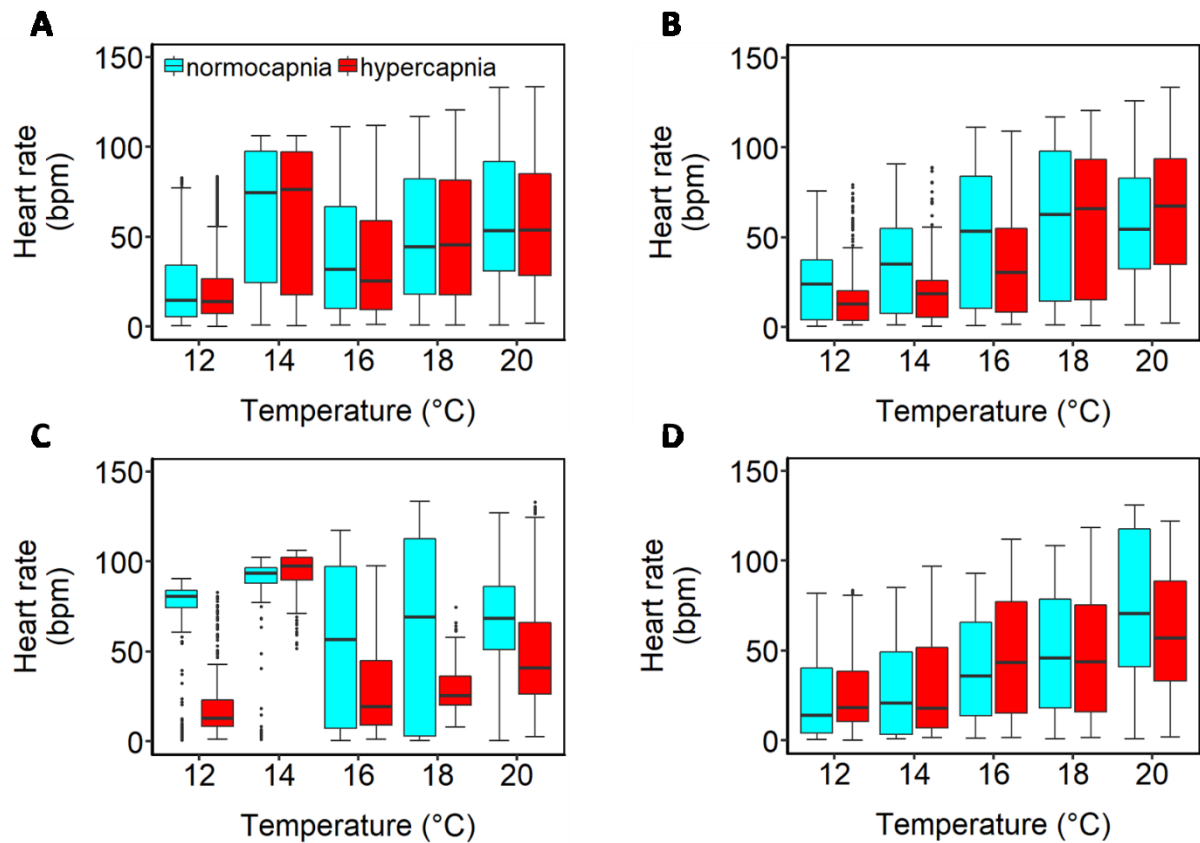 A
150
100
50
0
Heart rate
(bpm)
normocapnia hypercapnia
12 14 16 18 20
Temperature (°C)
B
150
100
50
0
Heart rate
(bpm)
12 14 16 18 20
Temperature (°C)
C
150
100
50
0
Heart rate
(bpm)
12 14 16 18 20
Temperature (°C)
D
150
100
50
0
Heart rate
(bpm)
12 14 16 18 20
Temperature (°C)